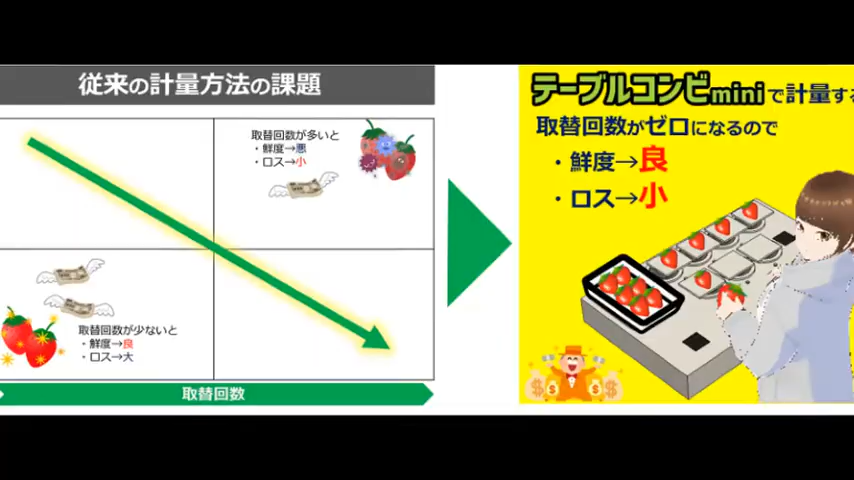 従来の計量方法の課題
取替回数が多いと
・鮮度→悪
・ロス→小
取替回数が少ないと
・鮮度→良
・ロス→大
取替回数
テーブルコンビminiで計量する
取替回数がゼロになるので
・鮮度→良
・ロス→小